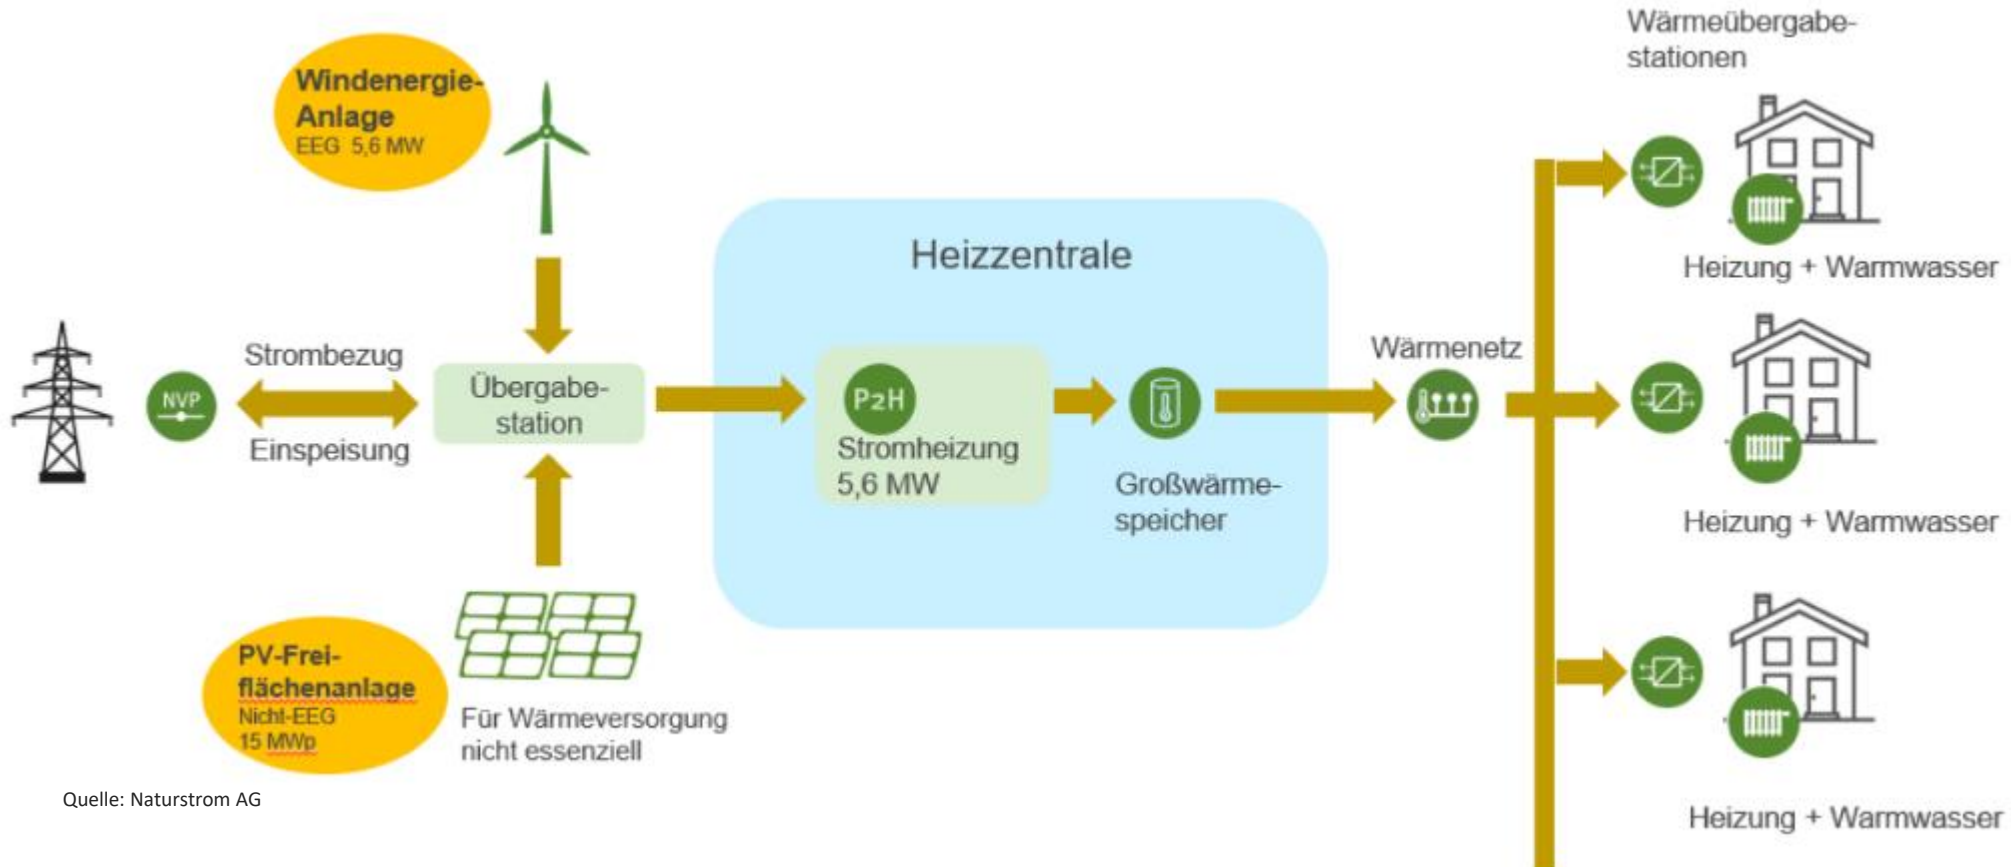 Windenergie-
Anlage
EEG 5,6 MW
Wärmeübergabe-
stationen
Heizung + Warmwasser
Heizzentrale
NVP
Strombezug
Einspeisung
Übergabe-
station
P2H
Stromheizung
5,6 MW
Großwärme-
speicher
Wärmenetz
Heizung + Warmwasser
PV-Frei-
flächenanlage
Nicht-EEG
15 MWp
Für Wärmeversorgung
nicht essenziell
Heizung + Warmwasser
Quelle: Naturstrom AG